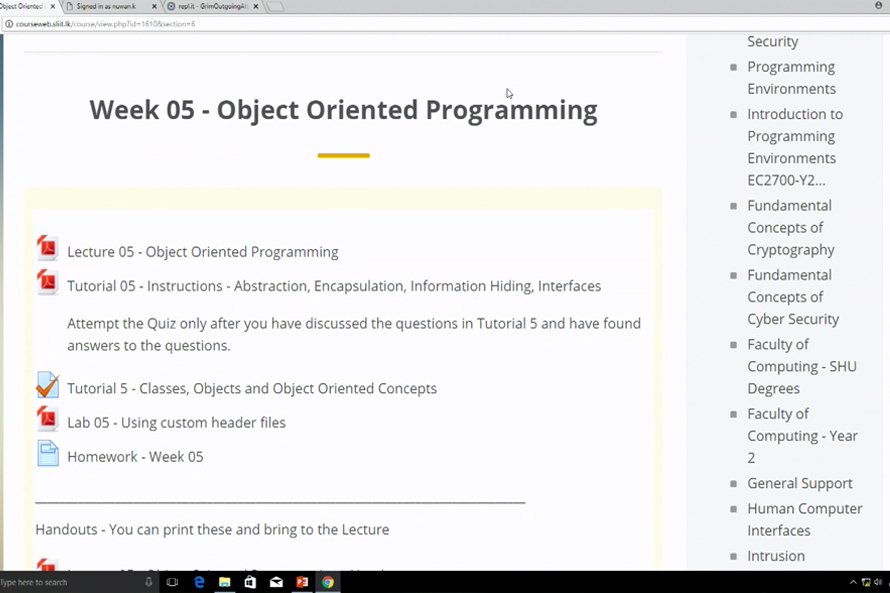 Object Oriented
Signed in as nuwan.k
repl.it - GrimOutgoingAt
courseweb.sliit.lk/course/view.php?id=1610&section=6
Week 05 - Object Oriented Programming
Lecture 05 - Object Oriented Programming
Tutorial 05 - Instructions - Abstraction, Encapsulation, Information Hiding, Interfaces
Attempt the Quiz only after you have discussed the questions in Tutorial 5 and have found
answers to the questions.
Tutorial 5 - Classes, Objects and Object Oriented Concepts
Lab 05 - Using custom header files
Homework - Week 05
Handouts - You can print these and bring to the Lecture
Security
Programming
Environments
Introduction to
Programming
Environments
EC2700-Y2...
Fundamental
Concepts of
Cryptography
Fundamental
Concepts of
Cyber Security
Faculty of
Computing - SHU
Degrees
Faculty of
Computing - Year
2
General Support
Human Computer
Interfaces
Intrusion
Type here to search